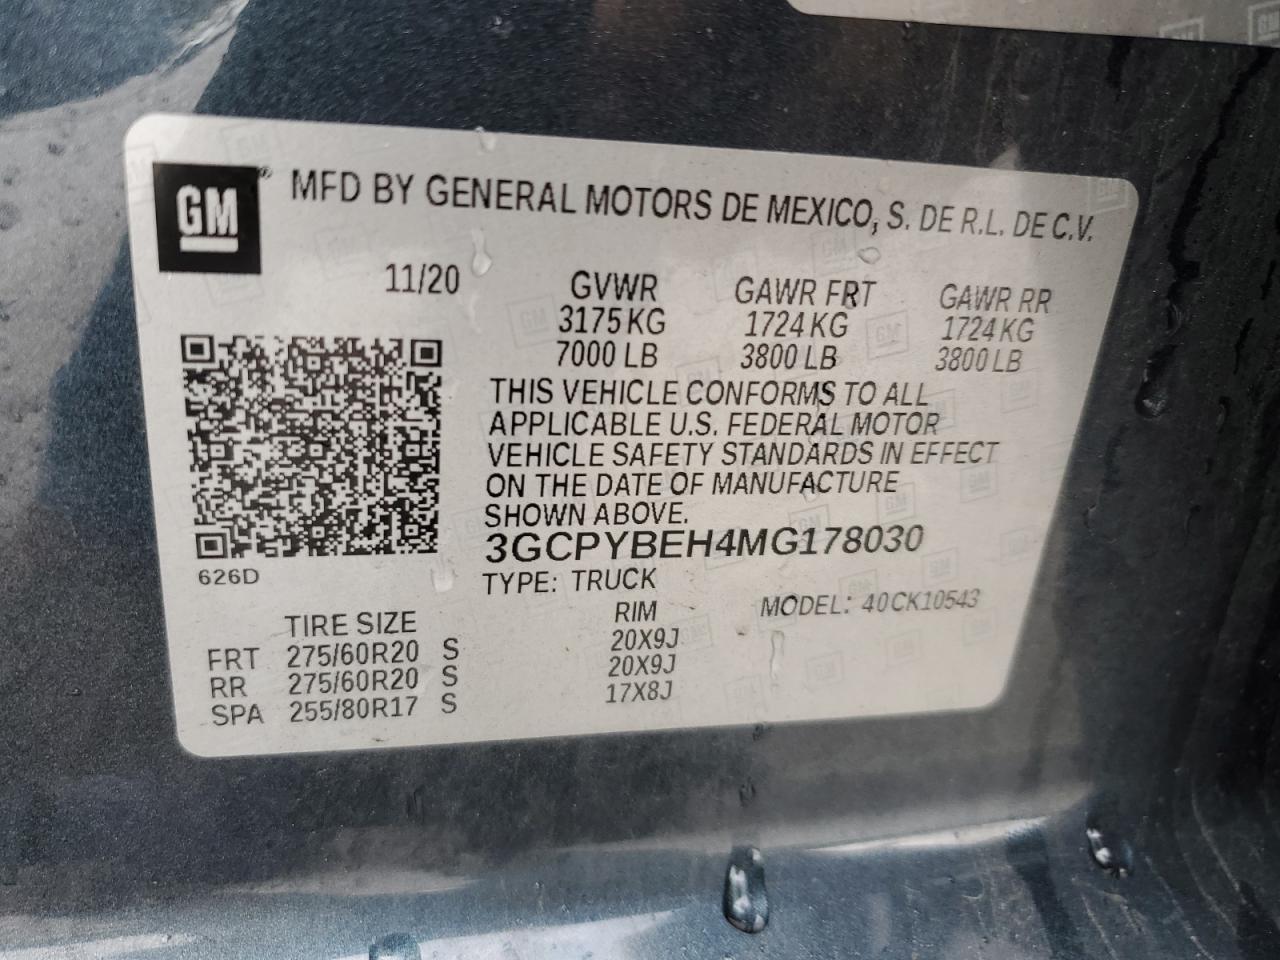 GM ® MFD BY GENERAL MOTORS DE MEXICO, S. DE R.L. DE C.V.
11/20 GVWR GAWR FRT GAWR RR
3175 KG 1724 KG 1724 KG
7000 LB 3800 LB 3800 LB
THIS VEHICLE CONFORMS TO ALL
APPLICABLE U.S. FEDERAL MOTOR
VEHICLE SAFETY STANDARDS IN EFFECT
ON THE DATE OF MANUFACTURE
SHOWN ABOVE.
3GCPYBEH4MG178030
626D
TYPE: TRUCK
MODEL: 40CK10543
TIRE SIZE RIM
FRT 275/60R20 S 20X9J
RR 275/60R20 S 20X9J
SPA 255/80R17 S 17X8J